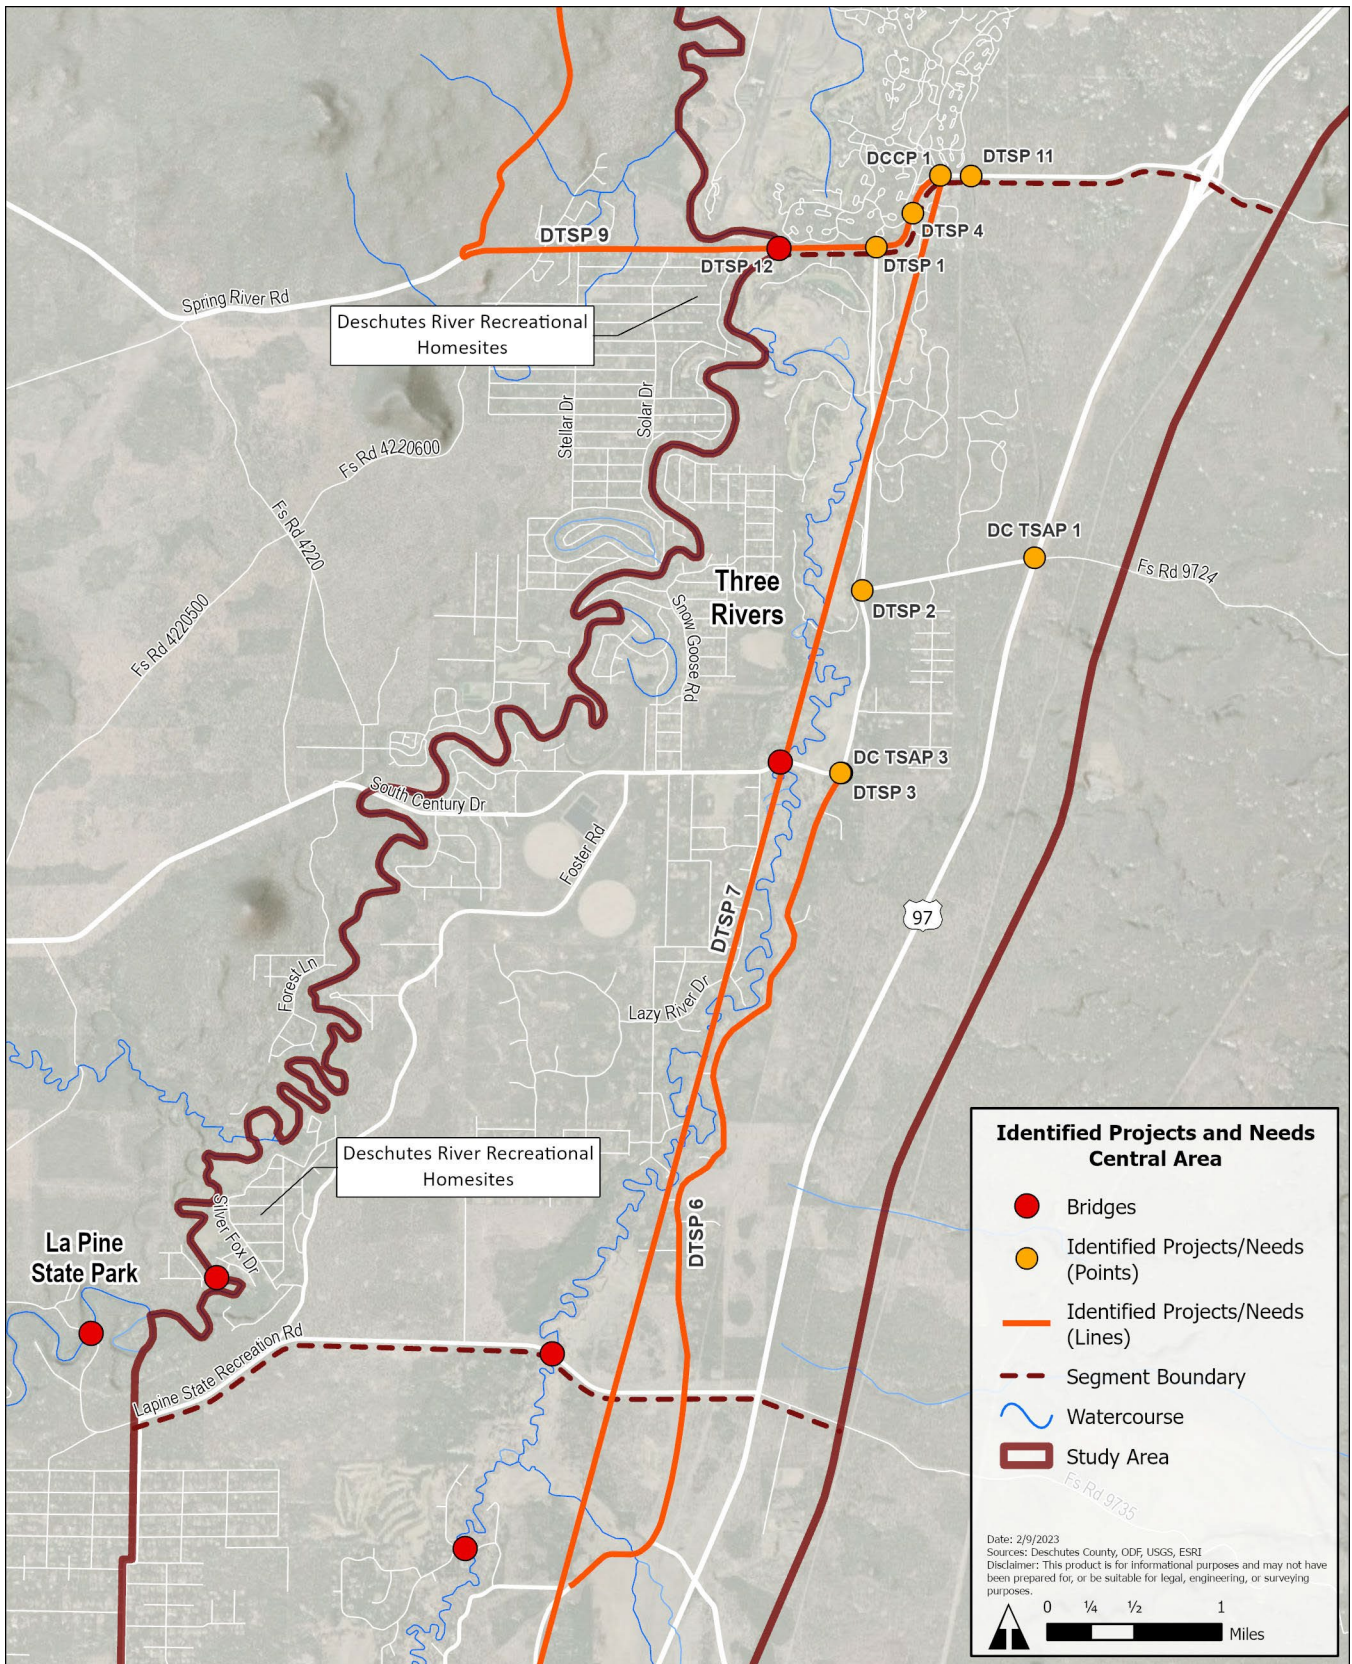 DCCP 1
DTSP 11
DTSP 4
DTSP 9
DTSP 12
DTSP 1
Spring River Rd
Deschutes River Recreational
Homesites
Stellar Dr
Solar Dr
Fs Rd 4220600
Fs Rd 4220
DC TSAP 1
Fs Rd 9724
Three
Rivers
DTSP 2
Fs Rd 4220500
Snow Goose Rd
DC TSAP 3
DTSP 3
South Century Dr
Foster Rd
97
DTSP 7
Forest Ln
Lazy River Dr
Deschutes River Recreational
Homesites
Silver Fox Dr
DTSP 6
La Pine
State Park
Lapine State Recreation Rd
Identified Projects and Needs
Central Area
Bridges
Identified Projects/Needs
(Points)
Identified Projects/Needs
(Lines)
Segment Boundary
Watercourse
Study Area
Fs Rd 9735
Date: 2/9/2023
Sources: Deschutes County, ODF, USGS, ESRI
Disclaimer: This product is for informational purposes and may not have
been prepared for, or be suitable for legal, engineering, or surveying
purposes.
0 ¼ ½ 1
Miles